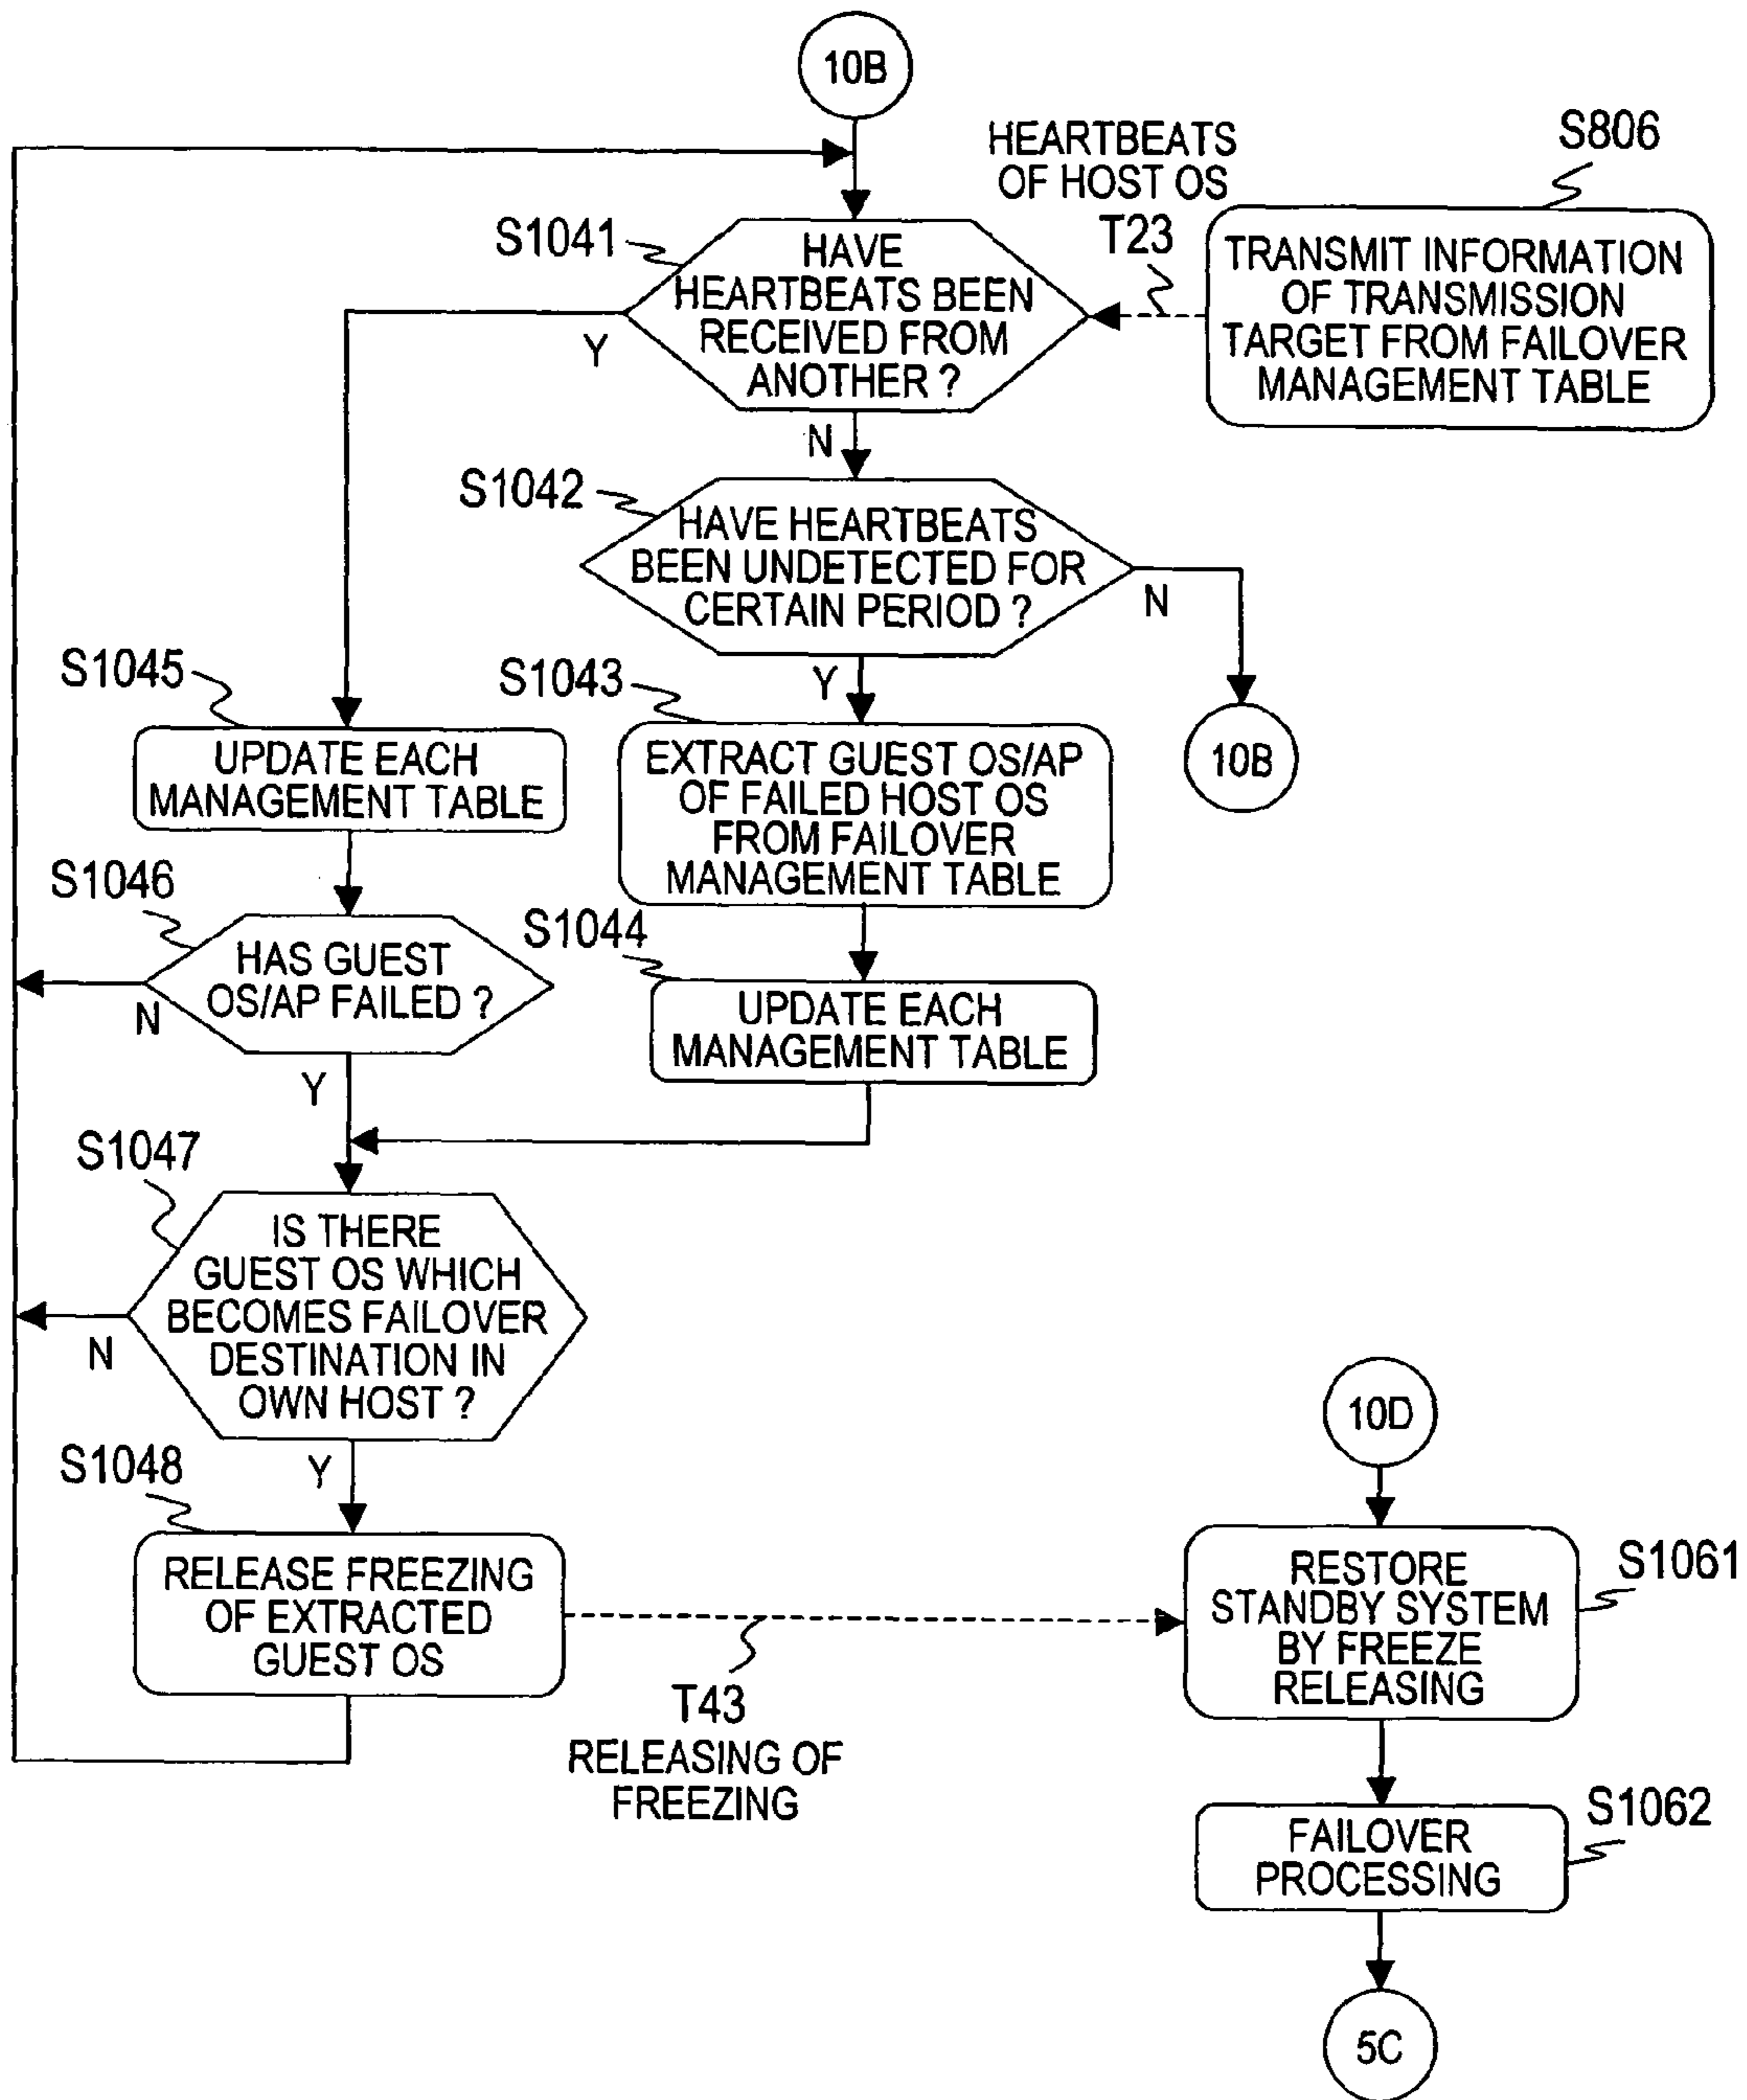 10B
HEARTBEATS
OF HOST OS
T23
S806
TRANSMIT INFORMATION
OF TRANSMISSION
TARGET FROM FAILOVER
MANAGEMENT TABLE
S1041
HAVE
HEARTBEATS BEEN
RECEIVED FROM
ANOTHER ?
Y
N
S1042
HAVE HEARTBEATS
BEEN UNDETECTED FOR
CERTAIN PERIOD ?
N
Y
10B
S1045
UPDATE EACH
MANAGEMENT TABLE
S1043
EXTRACT GUEST OS/AP
OF FAILED HOST OS
FROM FAILOVER
MANAGEMENT TABLE
S1046
HAS GUEST
OS/AP FAILED ?
N
Y
S1044
UPDATE EACH
MANAGEMENT TABLE
S1047
IS THERE
GUEST OS WHICH
BECOMES FAILOVER
DESTINATION IN
OWN HOST ?
N
Y
S1048
RELEASE FREEZING
OF EXTRACTED
GUEST OS
T43
RELEASING OF
FREEZING
10D
S1061
RESTORE
STANDBY SYSTEM
BY FREEZE
RELEASING
S1062
FAILOVER
PROCESSING
5C